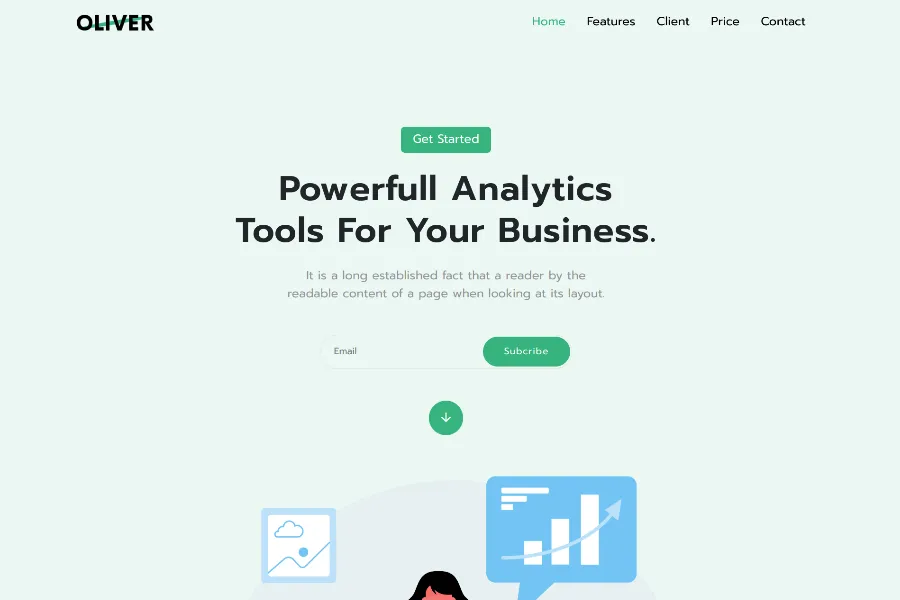 OLIVER
Home Features Client Price Contact
Get Started
Powerfull Analytics
Tools For Your Business.
It is a long established fact that a reader by the
readable content of a page when looking at its layout.
Email
Subcribe